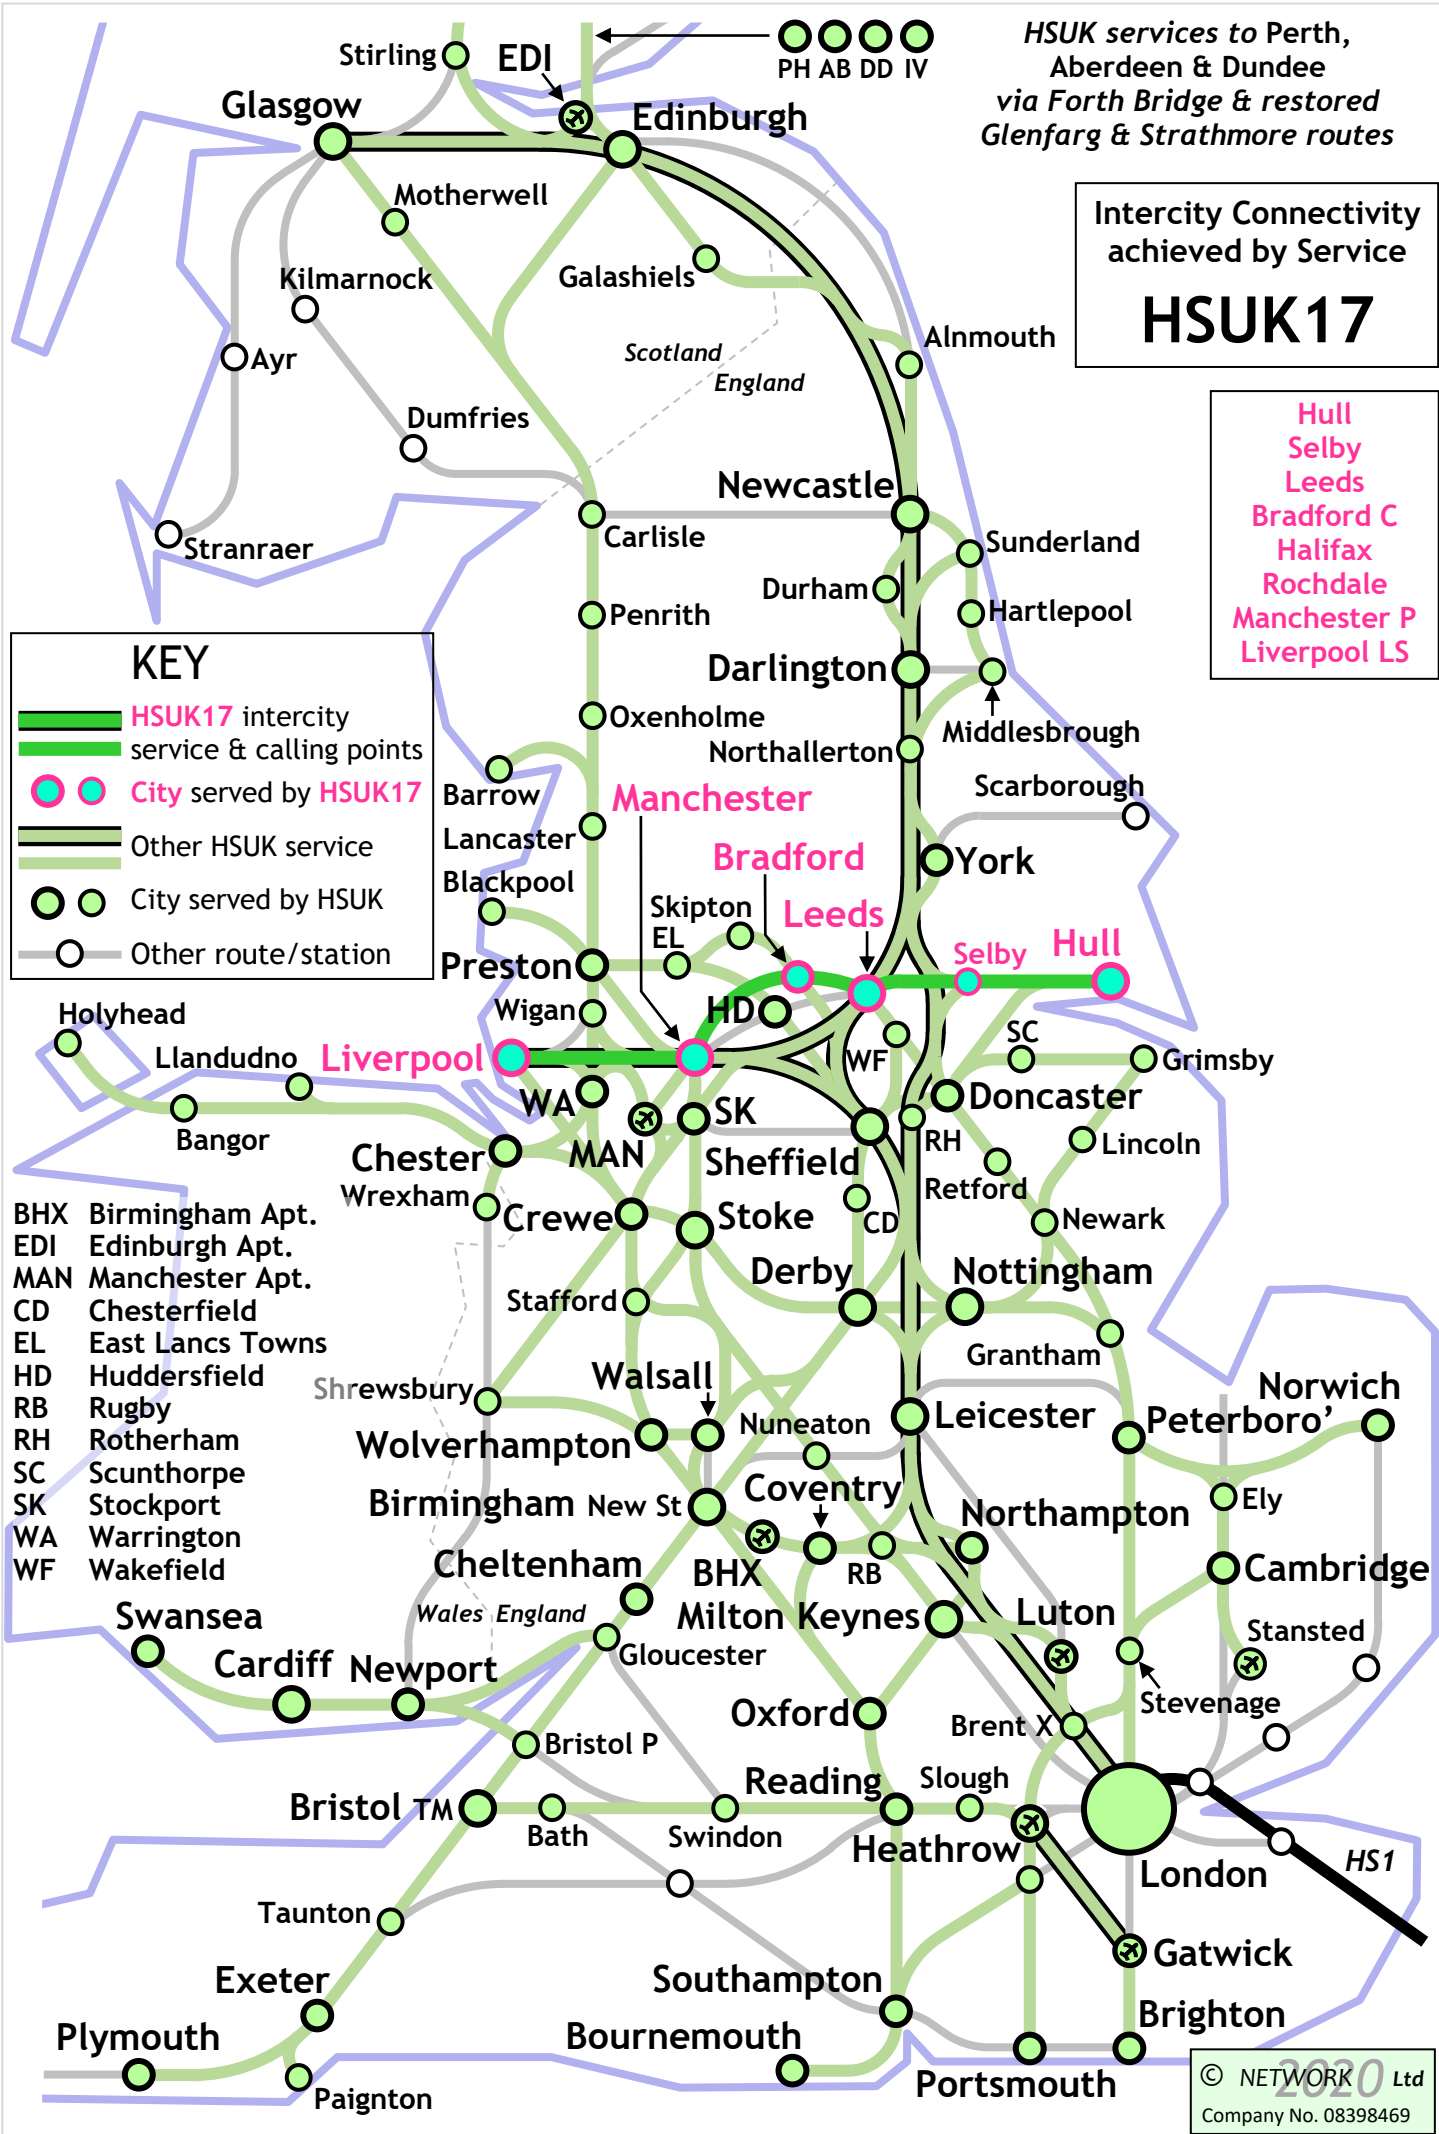 HSUK services to Perth,
Aberdeen & Dundee
via Forth Bridge & restored
Glenfarg & Strathmore routes
PH AB DD IV
Stirling
EDI
Glasgow
Edinburgh
Intercity Connectivity
achieved by Service
HSUK17
Motherwell
Galashiels
Kilmarnock
Alnmouth
Ayr
Scotland
England
Hull
Selby
Leeds
Bradford C
Halifax
Rochdale
Manchester P
Liverpool LS
Dumfries
Newcastle
Carlisle
Stranraer
Sunderland
Durham
Penrith
Hartlepool
Darlington
KEY
HSUK17 intercity
service & calling points
City served by HSUK17
Other HSUK service
City served by HSUK
Other route/station
Oxenholme
Middlesbrough
Northallerton
Scarborough
Barrow
Manchester
Lancaster
Bradford
York
Blackpool
Skipton
Leeds
EL
Selby
Hull
Preston
Wigan
HD
Holyhead
Llandudno
Liverpool
WF
SC
Grimsby
WA
SK
Doncaster
Bangor
MAN
RH
Lincoln
Chester
Sheffield
Retford
Wrexham
Crewe
Stoke
CD
Newark
BHX Birmingham Apt.
EDI Edinburgh Apt.
MAN Manchester Apt.
CD Chesterfield
EL East Lancs Towns
HD Huddersfield
RB Rugby
RH Rotherham
SC Scunthorpe
SK Stockport
WA Warrington
WF Wakefield
Derby
Nottingham
Stafford
Grantham
Shrewsbury
Walsall
Norwich
Nuneaton
Leicester
Peterboro’
Wolverhampton
Coventry
Birmingham New St
Ely
Northampton
Cheltenham
BHX
RB
Cambridge
Wales England
Milton Keynes
Luton
Swansea
Stansted
Gloucester
Cardiff
Newport
Stevenage
Oxford
Brent X
Bristol P
Reading
Slough
Bristol TM
Bath
Swindon
Heathrow
HS1
London
Taunton
Gatwick
Exeter
Southampton
Brighton
Plymouth
Bournemouth
Portsmouth
Paignton
© NETWORK 2020 Ltd
Company No. 08398469